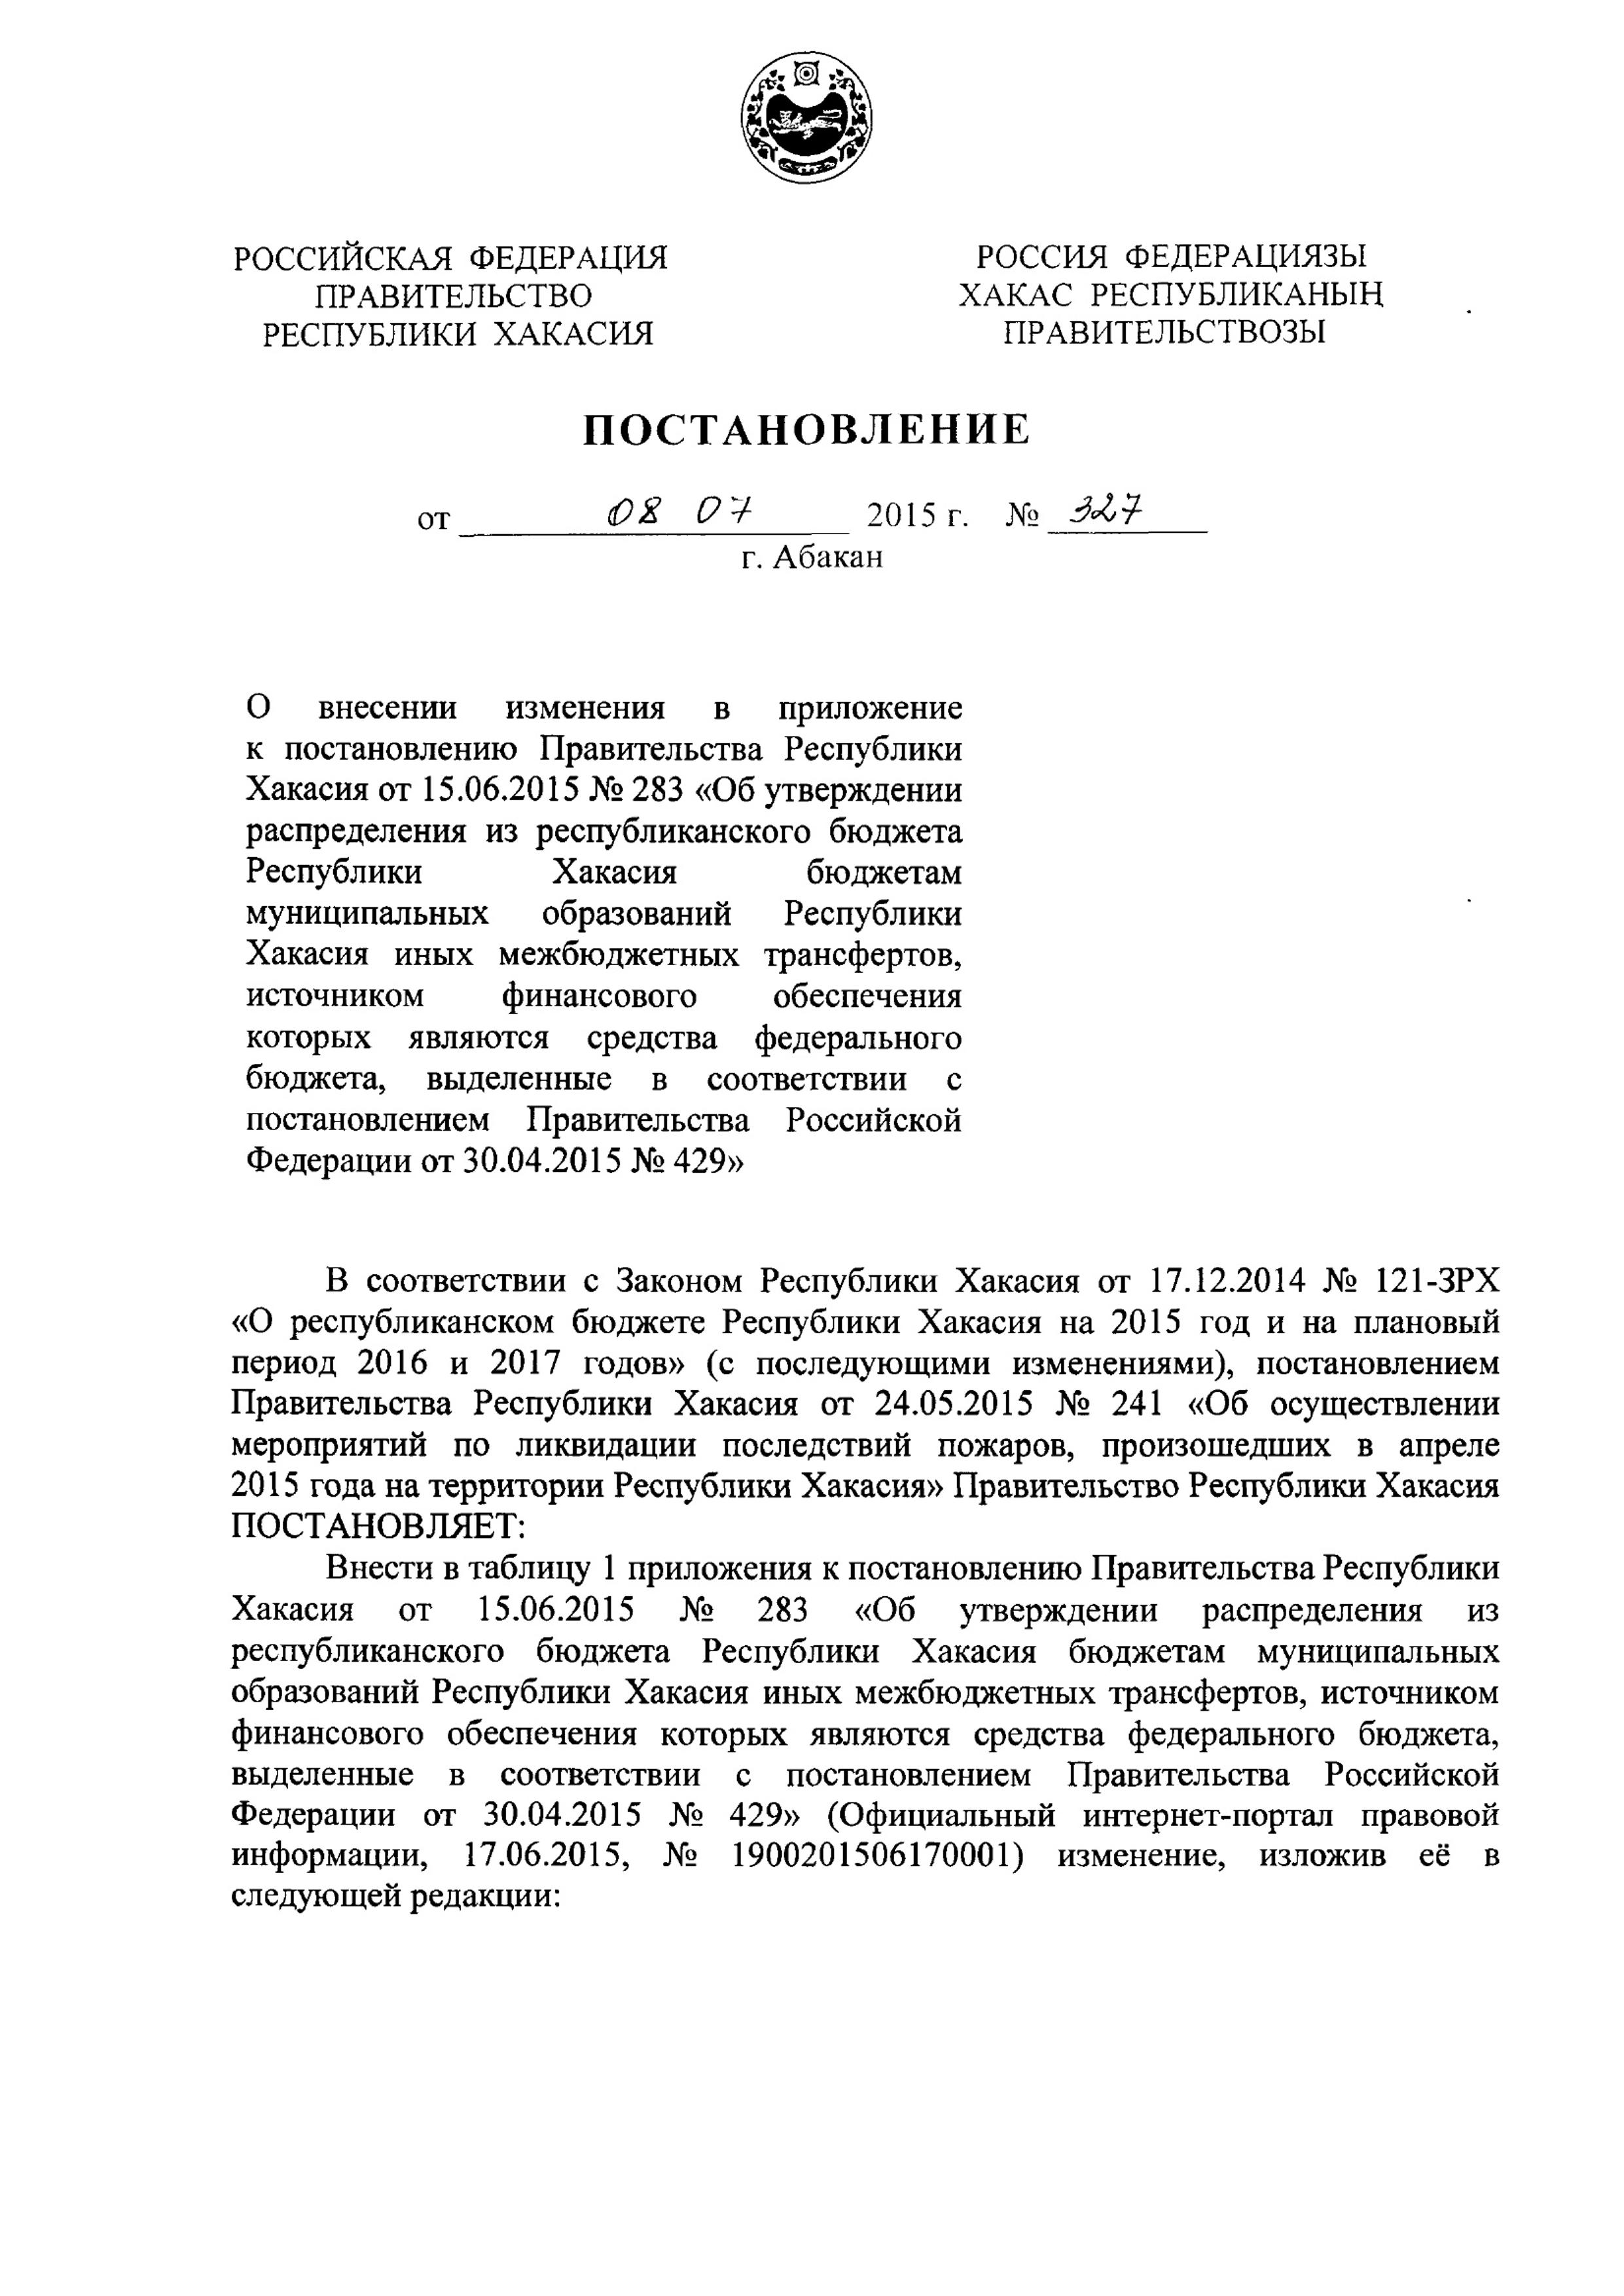 РОССИЙСКАЯ ФЕДЕРАЦИЯ
ПРАВИТЕЛЬСТВО
РЕСПУБЛИКИ ХАКАСИЯ
РОССИЯ ФЕДЕРАЦИЯЗЫ
ХАКАС РЕСПУБЛИКАНЫҢ
ПРАВИТЕЛЬСТВОЗЫ
ПОСТАНОВЛЕНИЕ
от 08 07 2015 г. № 327
г. Абакан
О внесении изменения в приложение
к постановлению Правительства Республики
Хакасия от 15.06.2015 № 283 «Об утверждении
распределения из республиканского бюджета
Республики Хакасия бюджетам
муниципальных образований Республики
Хакасия иных межбюджетных трансфертов,
источником финансового обеспечения
которых являются средства федерального
бюджета, выделенные в соответствии с
постановлением Правительства Российской
Федерации от 30.04.2015 № 429»
В соответствии с Законом Республики Хакасия от 17.12.2014 № 121-ЗРХ
«О республиканском бюджете Республики Хакасия на 2015 год и на плановый
период 2016 и 2017 годов» (с последующими изменениями), постановлением
Правительства Республики Хакасия от 24.05.2015 № 241 «Об осуществлении
мероприятий по ликвидации последствий пожаров, произошедших в апреле
2015 года на территории Республики Хакасия» Правительство Республики Хакасия
ПОСТАНОВЛЯЕТ:
Внести в таблицу 1 приложения к постановлению Правительства Республики
Хакасия от 15.06.2015 № 283 «Об утверждении распределения из
республиканского бюджета Республики Хакасия бюджетам муниципальных
образований Республики Хакасия иных межбюджетных трансфертов, источником
финансового обеспечения которых являются средства федерального бюджета,
выделенные в соответствии с постановлением Правительства Российской
Федерации от 30.04.2015 № 429» (Официальный интернет-портал правовой
информации, 17.06.2015, № 1900201506170001) изменение, изложив её в
следующей редакции: